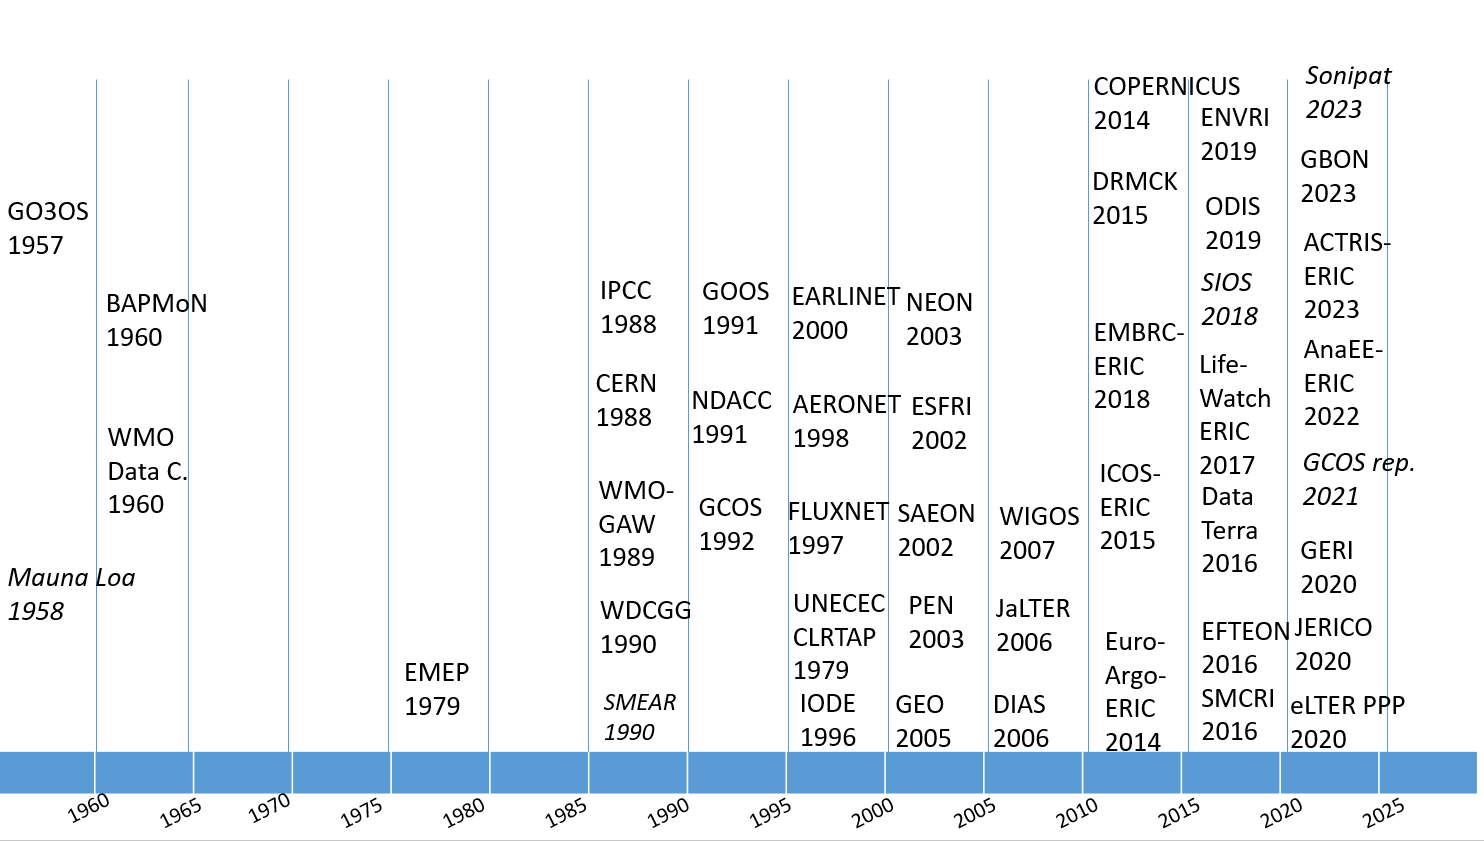 GO3OS
1957
Mauna Loa
1958
BAPMoN
1960
WMO
Data C.
1960
EMEP
1979
IPCC
1988
CERN
1988
WMO-
GAW
1989
WDCGG
1990
SMEAR
1990
GOOS
1991
NDACC
1991
GCOS
1992
EARLINET
2000
AERONET
1998
FLUXNET
1997
UNECEC
CLRTAP
1979
IODE
1996
NEON
2003
ESFRI
2002
SAEON
2002
PEN
2003
GEO
2005
WIGOS
2007
JaLTER
2006
DIAS
2006
COPERNICUS
2014
DRMCK
2015
EMBRC-
ERIC
2018
ICOS-
ERIC
2015
Euro-
Argo-
ERIC
2014
ENVRI
2019
ODIS
2019
SIOS
2018
Life-
Watch
ERIC
2017
Data
Terra
2016
EFTEON
2016
SMCRI
2016
Sonipat
2023
GBON
2023
ACTRIS-
ERIC
2023
AnaEE-
ERIC
2022
GCOS rep.
2021
GERI
2020
JERICO
2020
eLTER PPP
2020
1960
1965
1970
1975
1980
1985
1990
1995
2000
2005
2010
2015
2020
2025